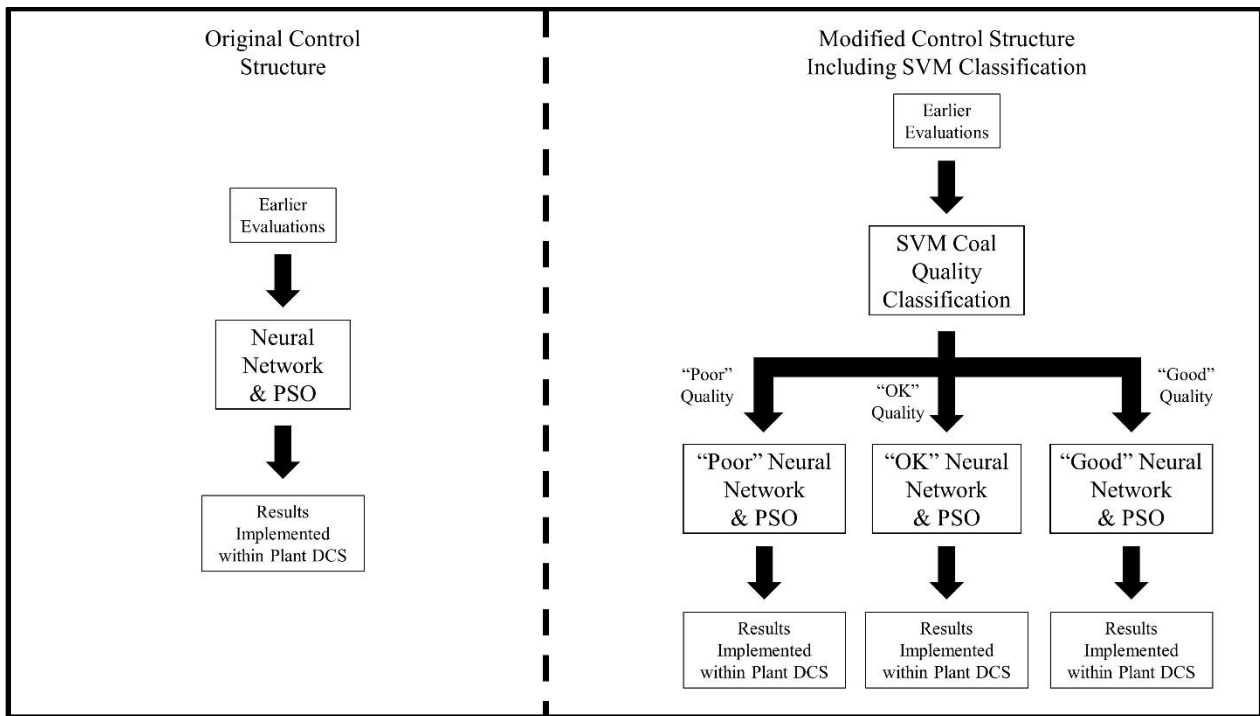 Original Control
Structure
Earlier
Evaluations
Neural
Network
& PSO
Results
Implemented
within Plant DCS
Modified Control Structure
Including SVM Classification
Earlier
Evaluations
SVM Coal
Quality
Classification
“Poor”
Quality
“OK”
Quality
“Good”
Quality
“Poor” Neural
Network
& PSO
“OK” Neural
Network
& PSO
“Good” Neural
Network
& PSO
Results
Implemented
within Plant DCS
Results
Implemented
within Plant DCS
Results
Implemented
within Plant DCS